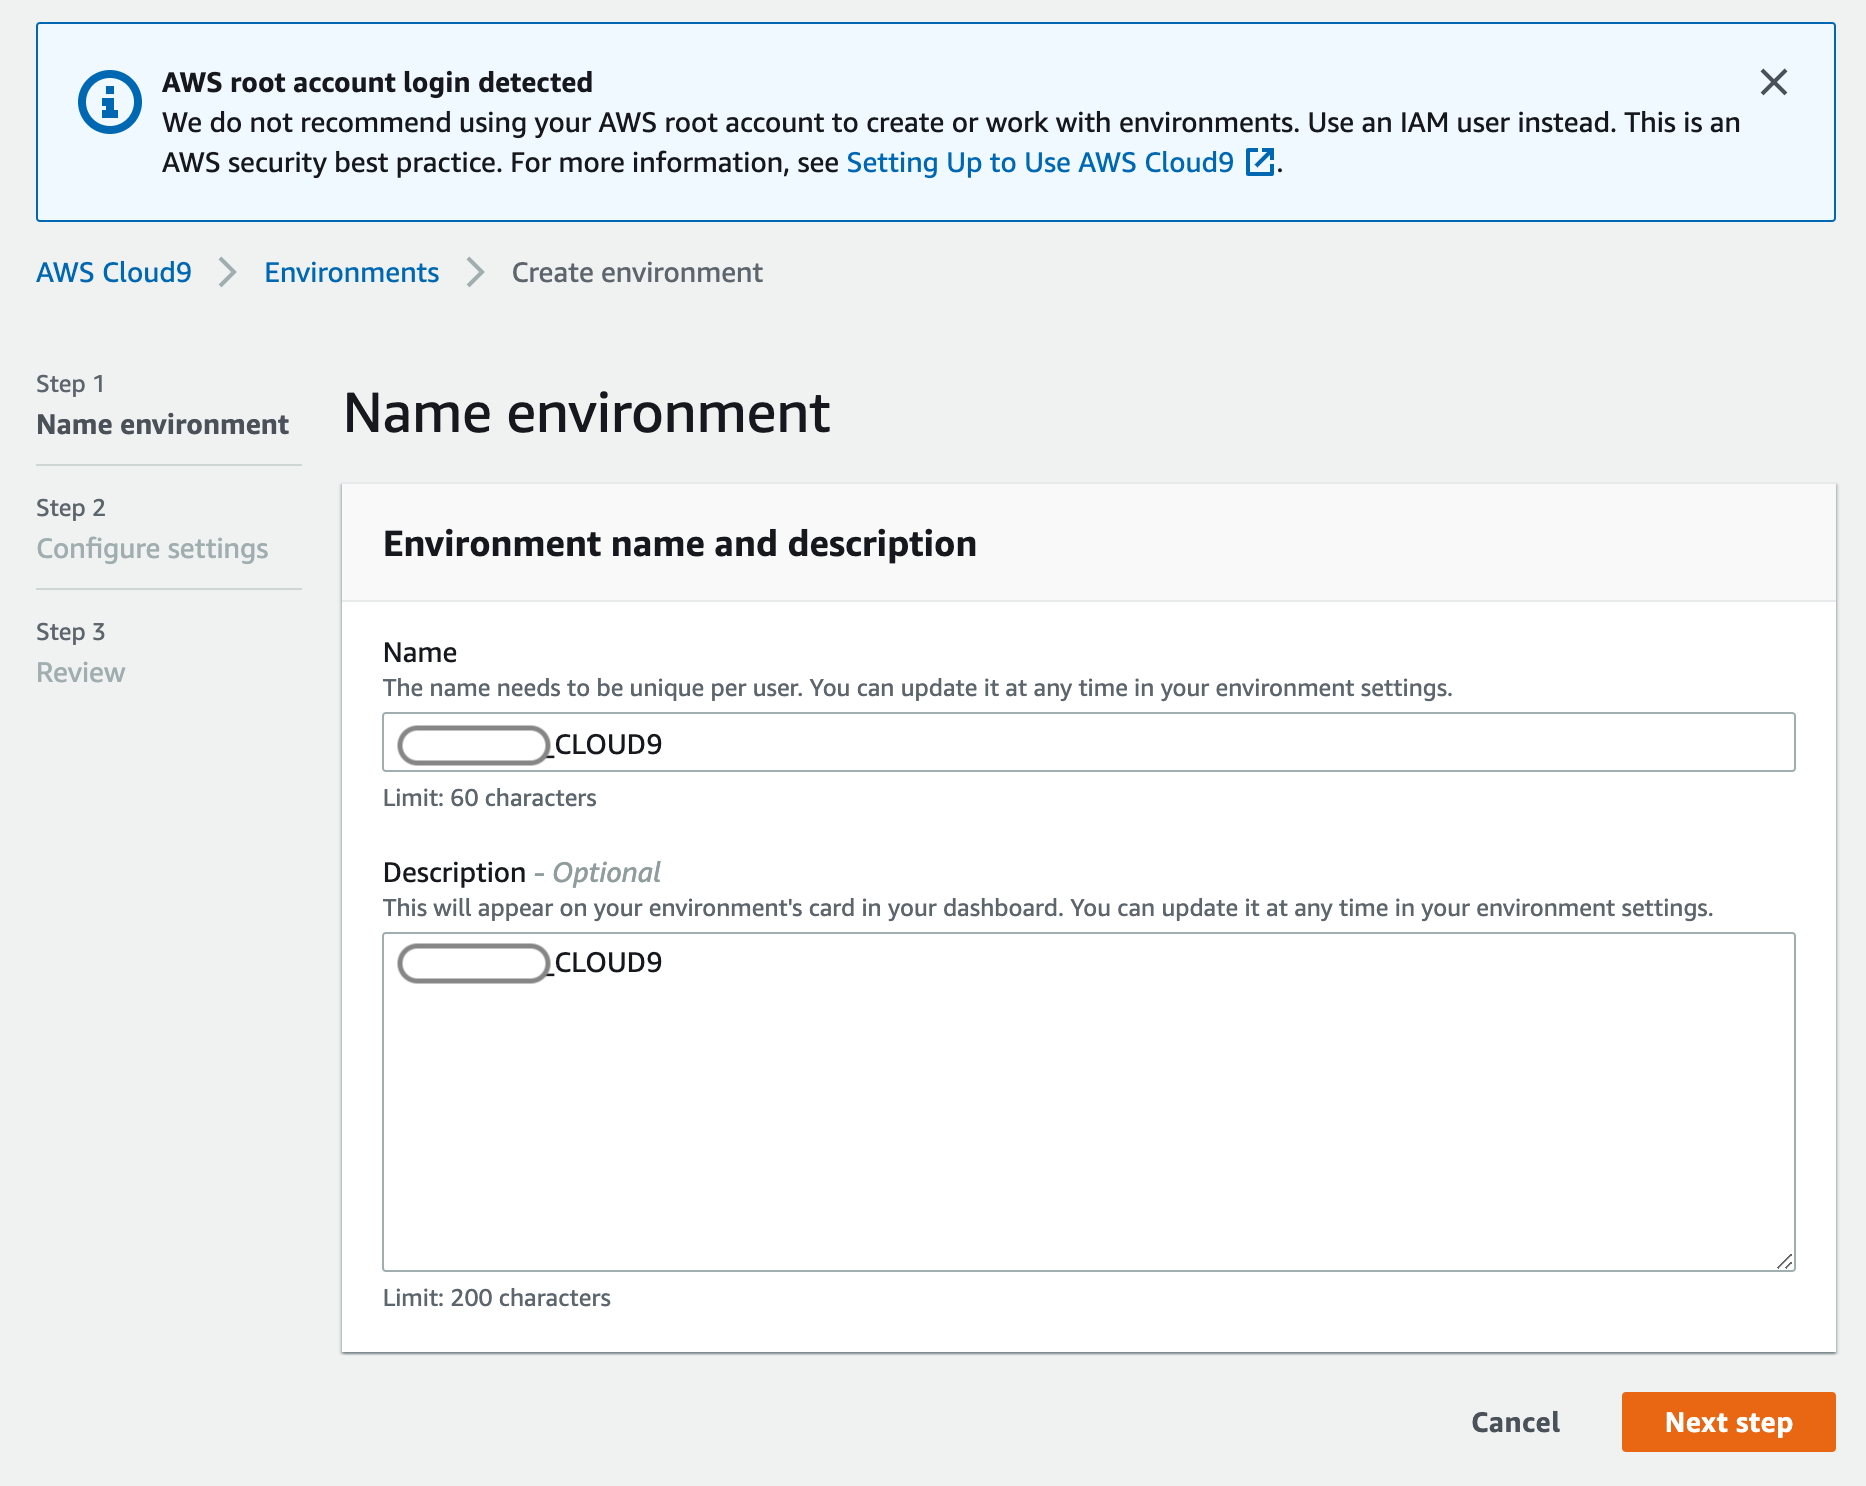 AWS root account login detected
We do not recommend using your AWS root account to create or work with environments. Use an IAM user instead. This is an
AWS security best practice. For more information, see Setting Up to Use AWS Cloud9.
AWS Cloud9 > Environments > Create environment
Step 1
Name environment
Step 2
Configure settings
Step 3
Review
Name environment
Environment name and description
Name
The name needs to be unique per user. You can update it at any time in your environment settings.
_CLOUD9
Limit: 60 characters
Description - Optional
This will appear on your environment's card in your dashboard. You can update it at any time in your environment settings.
_CLOUD9
Limit: 200 characters
Cancel
Next step